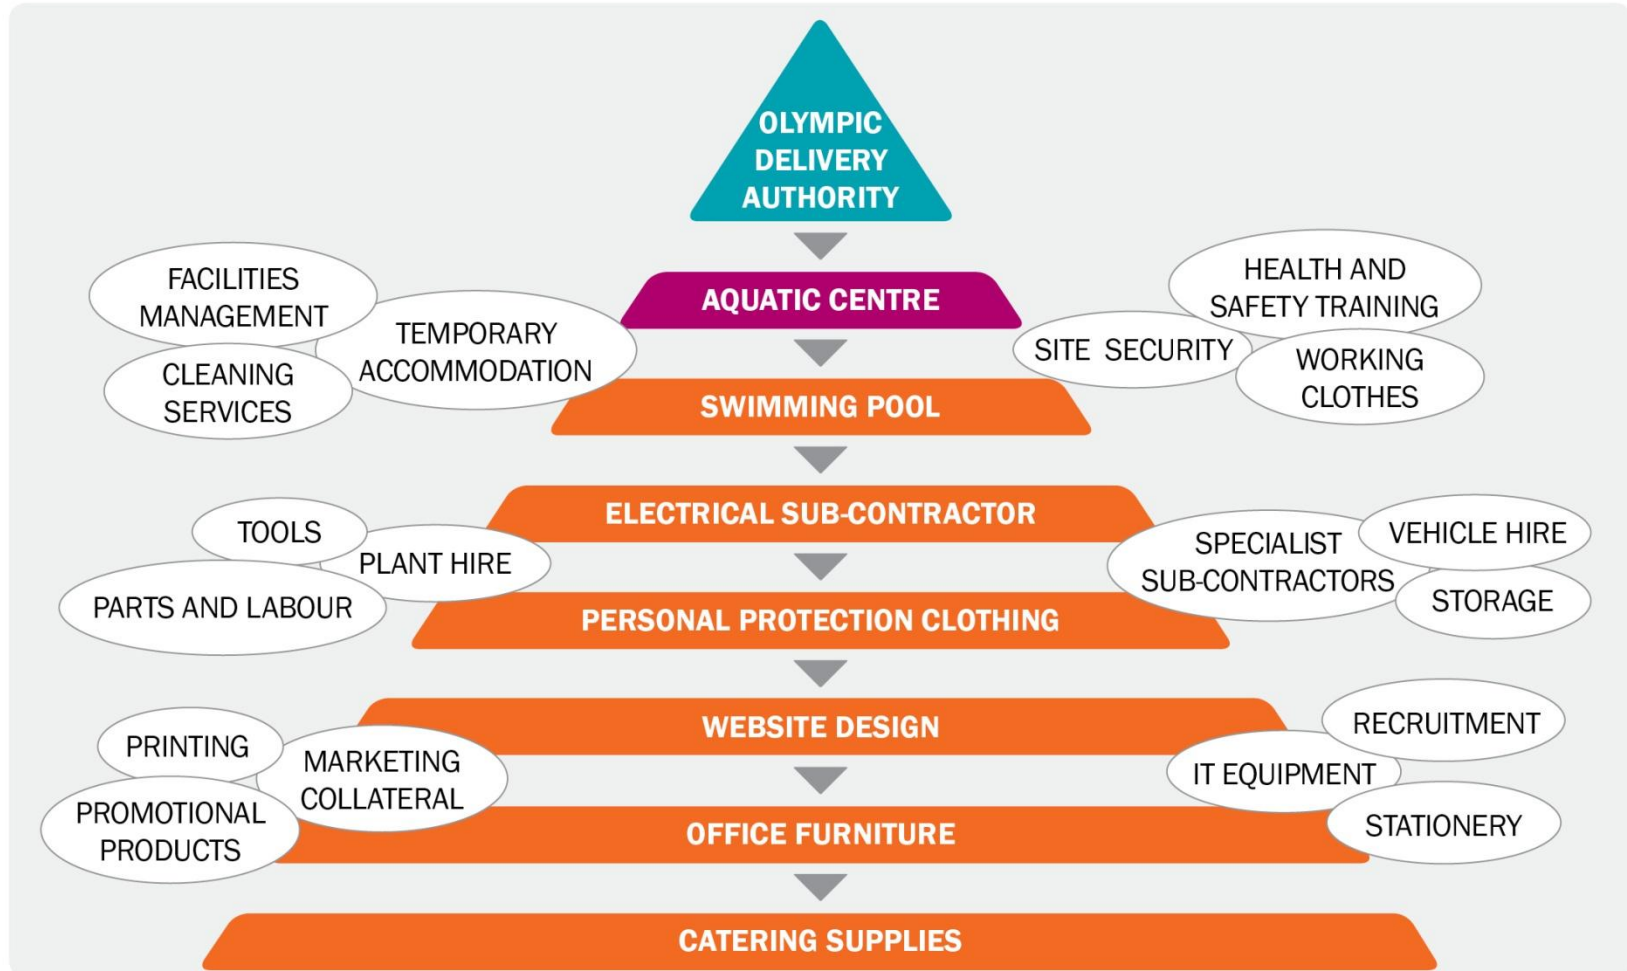 OLYMPIC
DELIVERY
AUTHORITY
AQUATIC CENTRE
FACILITIES
MANAGEMENT
TEMPORARY
ACCOMMODATION
CLEANING
SERVICES
HEALTH AND
SAFETY TRAINING
SITE SECURITY
WORKING
CLOTHES
SWIMMING POOL
ELECTRICAL SUB-CONTRACTOR
TOOLS
PLANT HIRE
PARTS AND LABOUR
SPECIALIST
SUB-CONTRACTORS
VEHICLE HIRE
STORAGE
PERSONAL PROTECTION CLOTHING
WEBSITE DESIGN
PRINTING
MARKETING
COLLATERAL
PROMOTIONAL
PRODUCTS
RECRUITMENT
IT EQUIPMENT
STATIONERY
OFFICE FURNITURE
CATERING SUPPLIES